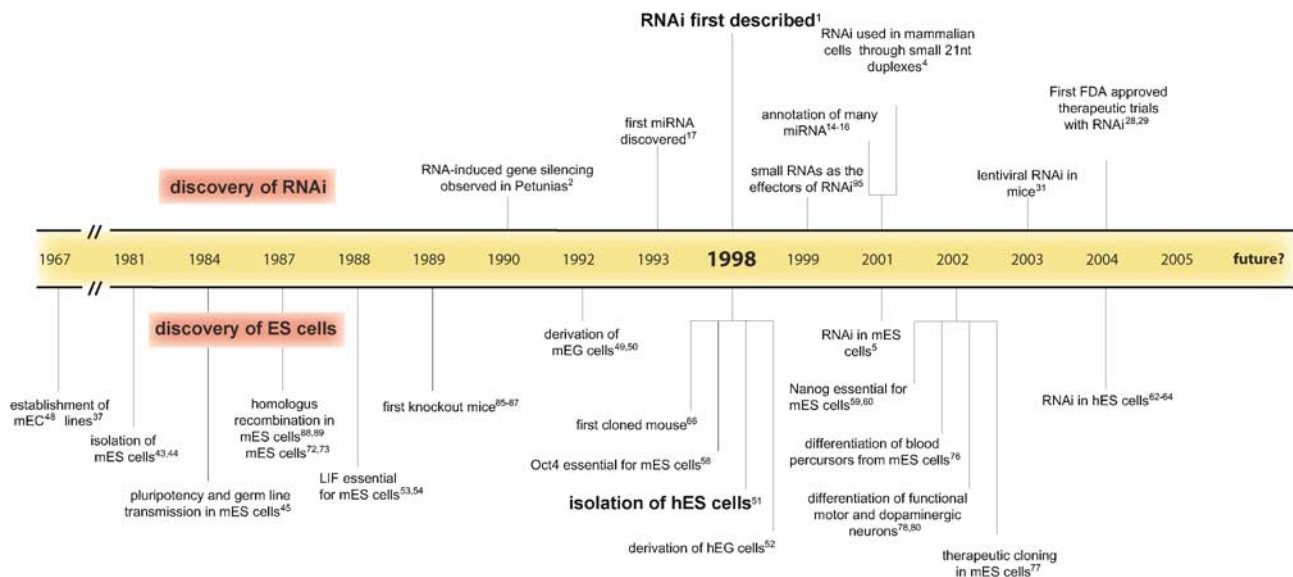 RNAi first described1
RNAi used in mammalian
cells through small 21nt
duplexes4
First FDA approved
therapeutic trials
with RNAi28,29
annotation of many
miRNA14-16
first miRNA
discovered17
RNA-induced gene silencing
observed in Petunias2
small RNAs as the
effectors of RNAi95
lentiviral RNAi in
mice31
discovery of RNAi
1967 // 1981 1984 1987 1988 1989 1990 1992 1993 1998 1999 2001 2002 2003 2004 2005 future?
discovery of ES cells
establishment of
mEC48 lines37
isolation of
mES cells43,44
pluripotency and germ line
transmission in mES cells45
homologus
recombination in
mES cells88,89
mES cells72,73
LIF essential
for mES cells53,54
first knockout mice85-87
derivation of
mEG cells49,50
first cloned mouse66
Oct4 essential for mES cells58
isolation of hES cells51
derivation of hEG cells52
RNAi in mES
cells5
Nanog essential for
mES cells59,60
differentiation of blood
percursors from mES cells76
differentiation of functional
motor and dopaminergic
neurons78,80
therapeutic cloning
in mES cells77
RNAi in hES cells62-64